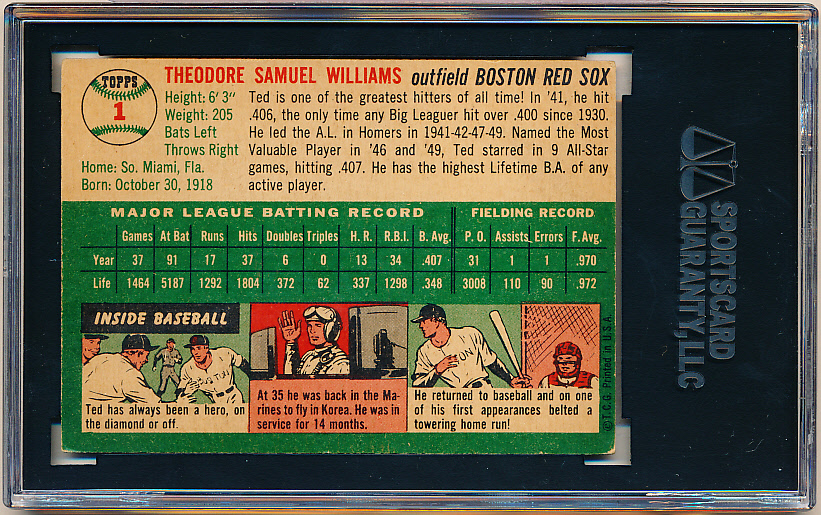 TOPPS
1
THEODORE SAMUEL WILLIAMS outfield BOSTON RED SOX
Height: 6' 3"
Weight: 205
Bats Left
Throws Right
Home: So. Miami, Fla.
Born: October 30, 1918
Ted is one of the greatest hitters of all time! In '41, he hit
.406, the only time any Big Leaguer hit over .400 since 1930.
He led the A.L. in Homers in 1941-42-47-49. Named the Most
Valuable Player in '46 and '49, Ted starred in 9 All-Star
games, hitting .407. He has the highest Lifetime B.A. of any
active player.
MAJOR LEAGUE BATTING RECORD FIELDING RECORD
Games At Bat Runs Hits Doubles Triples H. R. R.B.I. B. Avg. P. O. Assists Errors F. Avg.
Year 37 91 17 37 6 0 13 34 .407 31 1 1 .970
Life 1464 5187 1292 1804 372 62 337 1298 .348 3008 110 90 .972
INSIDE BASEBALL
Ted has always been a hero, on
the diamond or off.
At 35 he was back in the Ma-
rines to fly in Korea. He was in
service for 14 months.
He returned to baseball and on one
of his first appearances belted a
towering home run!
©T.C.G. Printed in U.S.A.
SPORTSCARD
GUARANTY, LLC